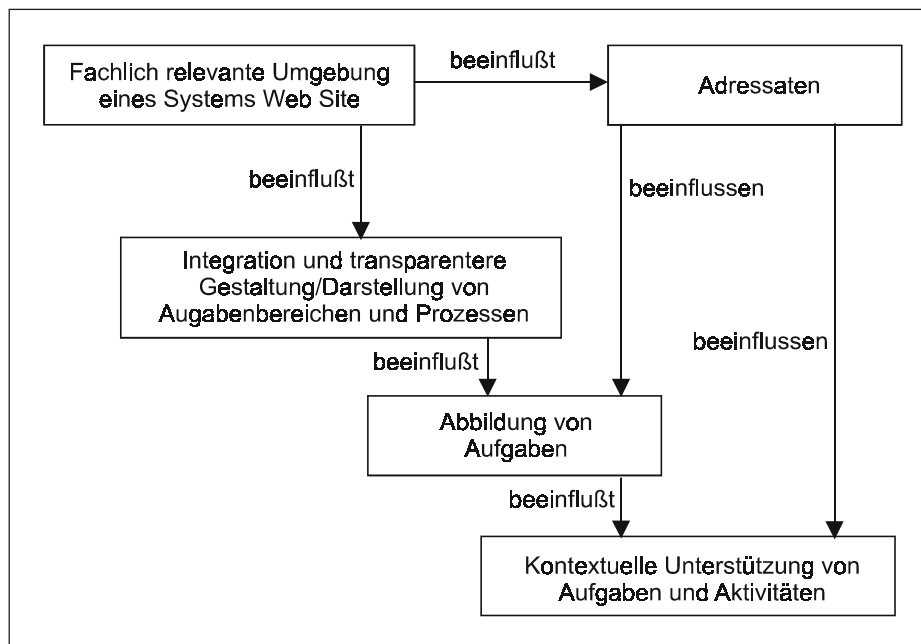 Fachlich relevante Umgebung
eines Systems Web Site
beeinflußt
Adressaten
beeinflußt
beeinflussen
Integration und transparentere
Gestaltung/Darstellung von
Augabenbereichen und Prozessen
beeinflussen
beeinflußt
Abbildung von
Aufgaben
beeinflußt
Kontextuelle Unterstützung von
Aufgaben und Aktivitäten